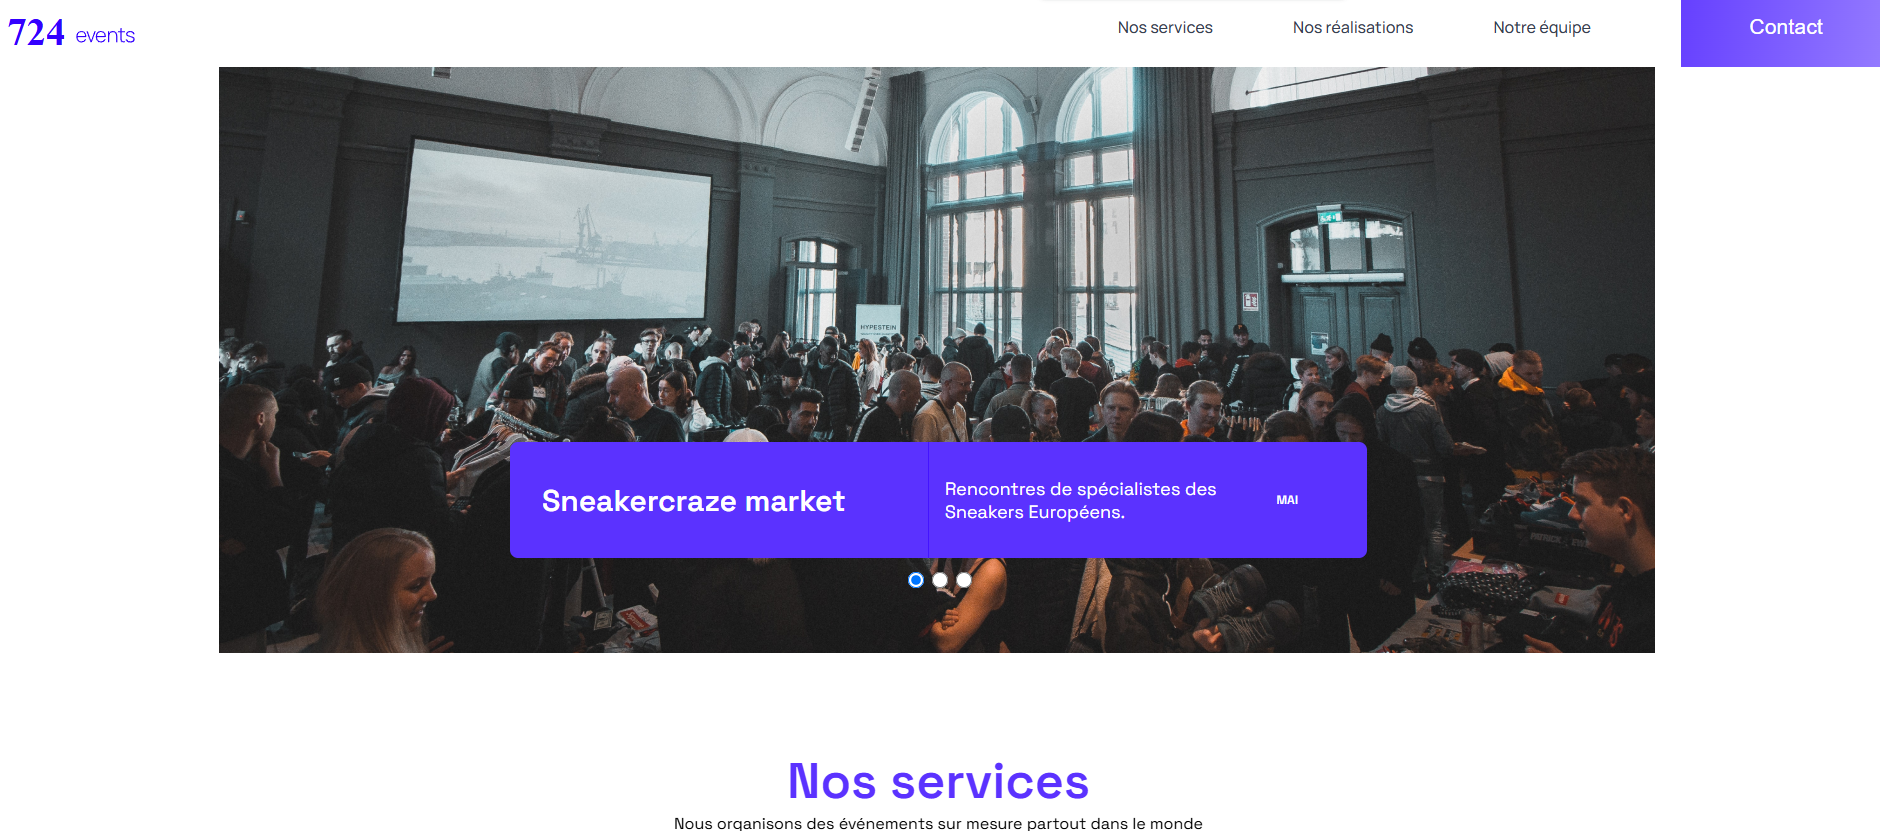 724 events
Nos services
Nos réalisations
Notre équipe
Contact
HYPESTEIN
Sneakercraze market
Rencontres de spécialistes des
Sneakers Européens.
MAI
Nos services
Nous organisons des événements sur mesure partout dans le monde